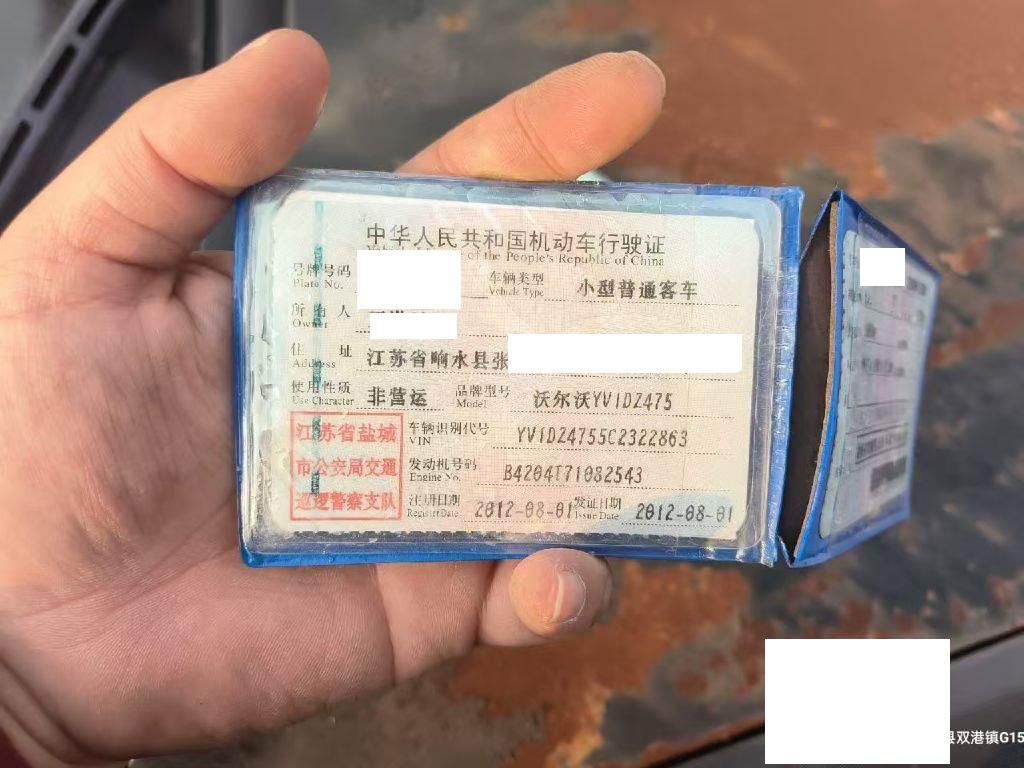 中华人民共和国机动车行驶证
of the People's Republic of China
号牌号码
Plate No.
车辆类型
Vehicle Type
小型普通客车
所有人
Owner
住址
Address
江苏省响水县张
使用性质
Use Character
非营运
品牌型号
Model
沃尔沃YV1DZ475
江苏省盐城
市公安局交通
巡逻警察支队
车辆识别代号
VIN
YV1DZ4755C2322863
发动机号码
Engine No.
B4204T71082543
注册日期
Register Date
2012-08-01
发证日期
Issue Date
2012-08-01
县双港镇G15